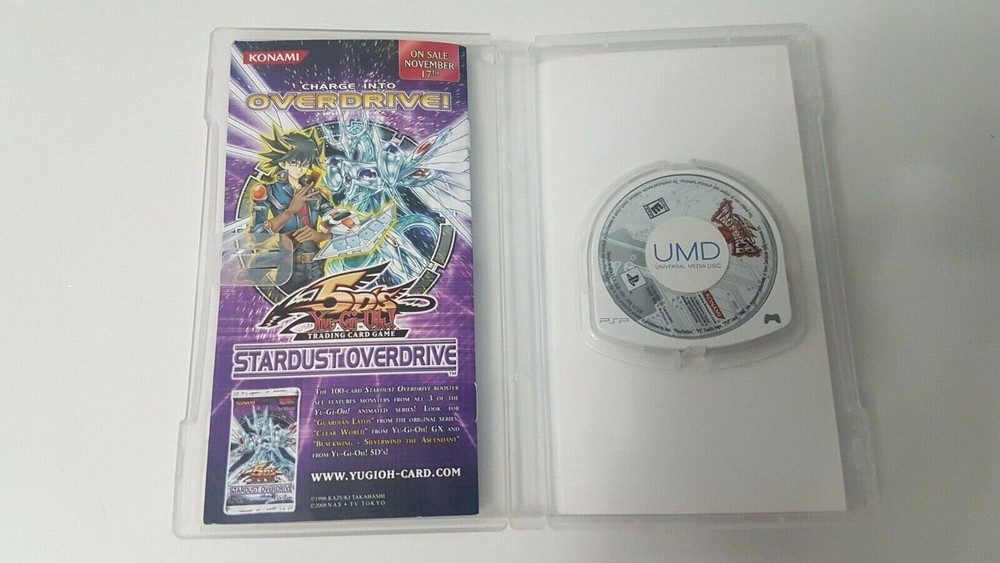 KONAMI
ON SALE
NOVEMBER
17TH
CHARGE INTO
OVERDRIVE!
5D's
Yu-Gi-Oh!
TRADING CARD GAME
STARDUST OVERDRIVE™
THE 100-CARD STARDUST OVERDRIVE BOOSTER
SET FEATURES MONSTERS FROM ALL 3 OF THE
YU-GI-OH! ANIMATED SERIES! LOOK FOR
"GUARDIAN EATOS" FROM THE ORIGINAL SERIES,
"CLEAR WORLD" FROM YU-GI-OH! GX AND
"BLACKWING - SILVERWIND THE ASCENDANT"
FROM YU-GI-OH! 5D'S!
WWW.YUGIOH-CARD.COM
©1996 KAZUKI TAKAHASHI
©2008 NAS • TV TOKYO
KONAMI
STARDUST OVERDRIVE
UMD
UNIVERSAL MEDIA DISC
KONAMI
PSP